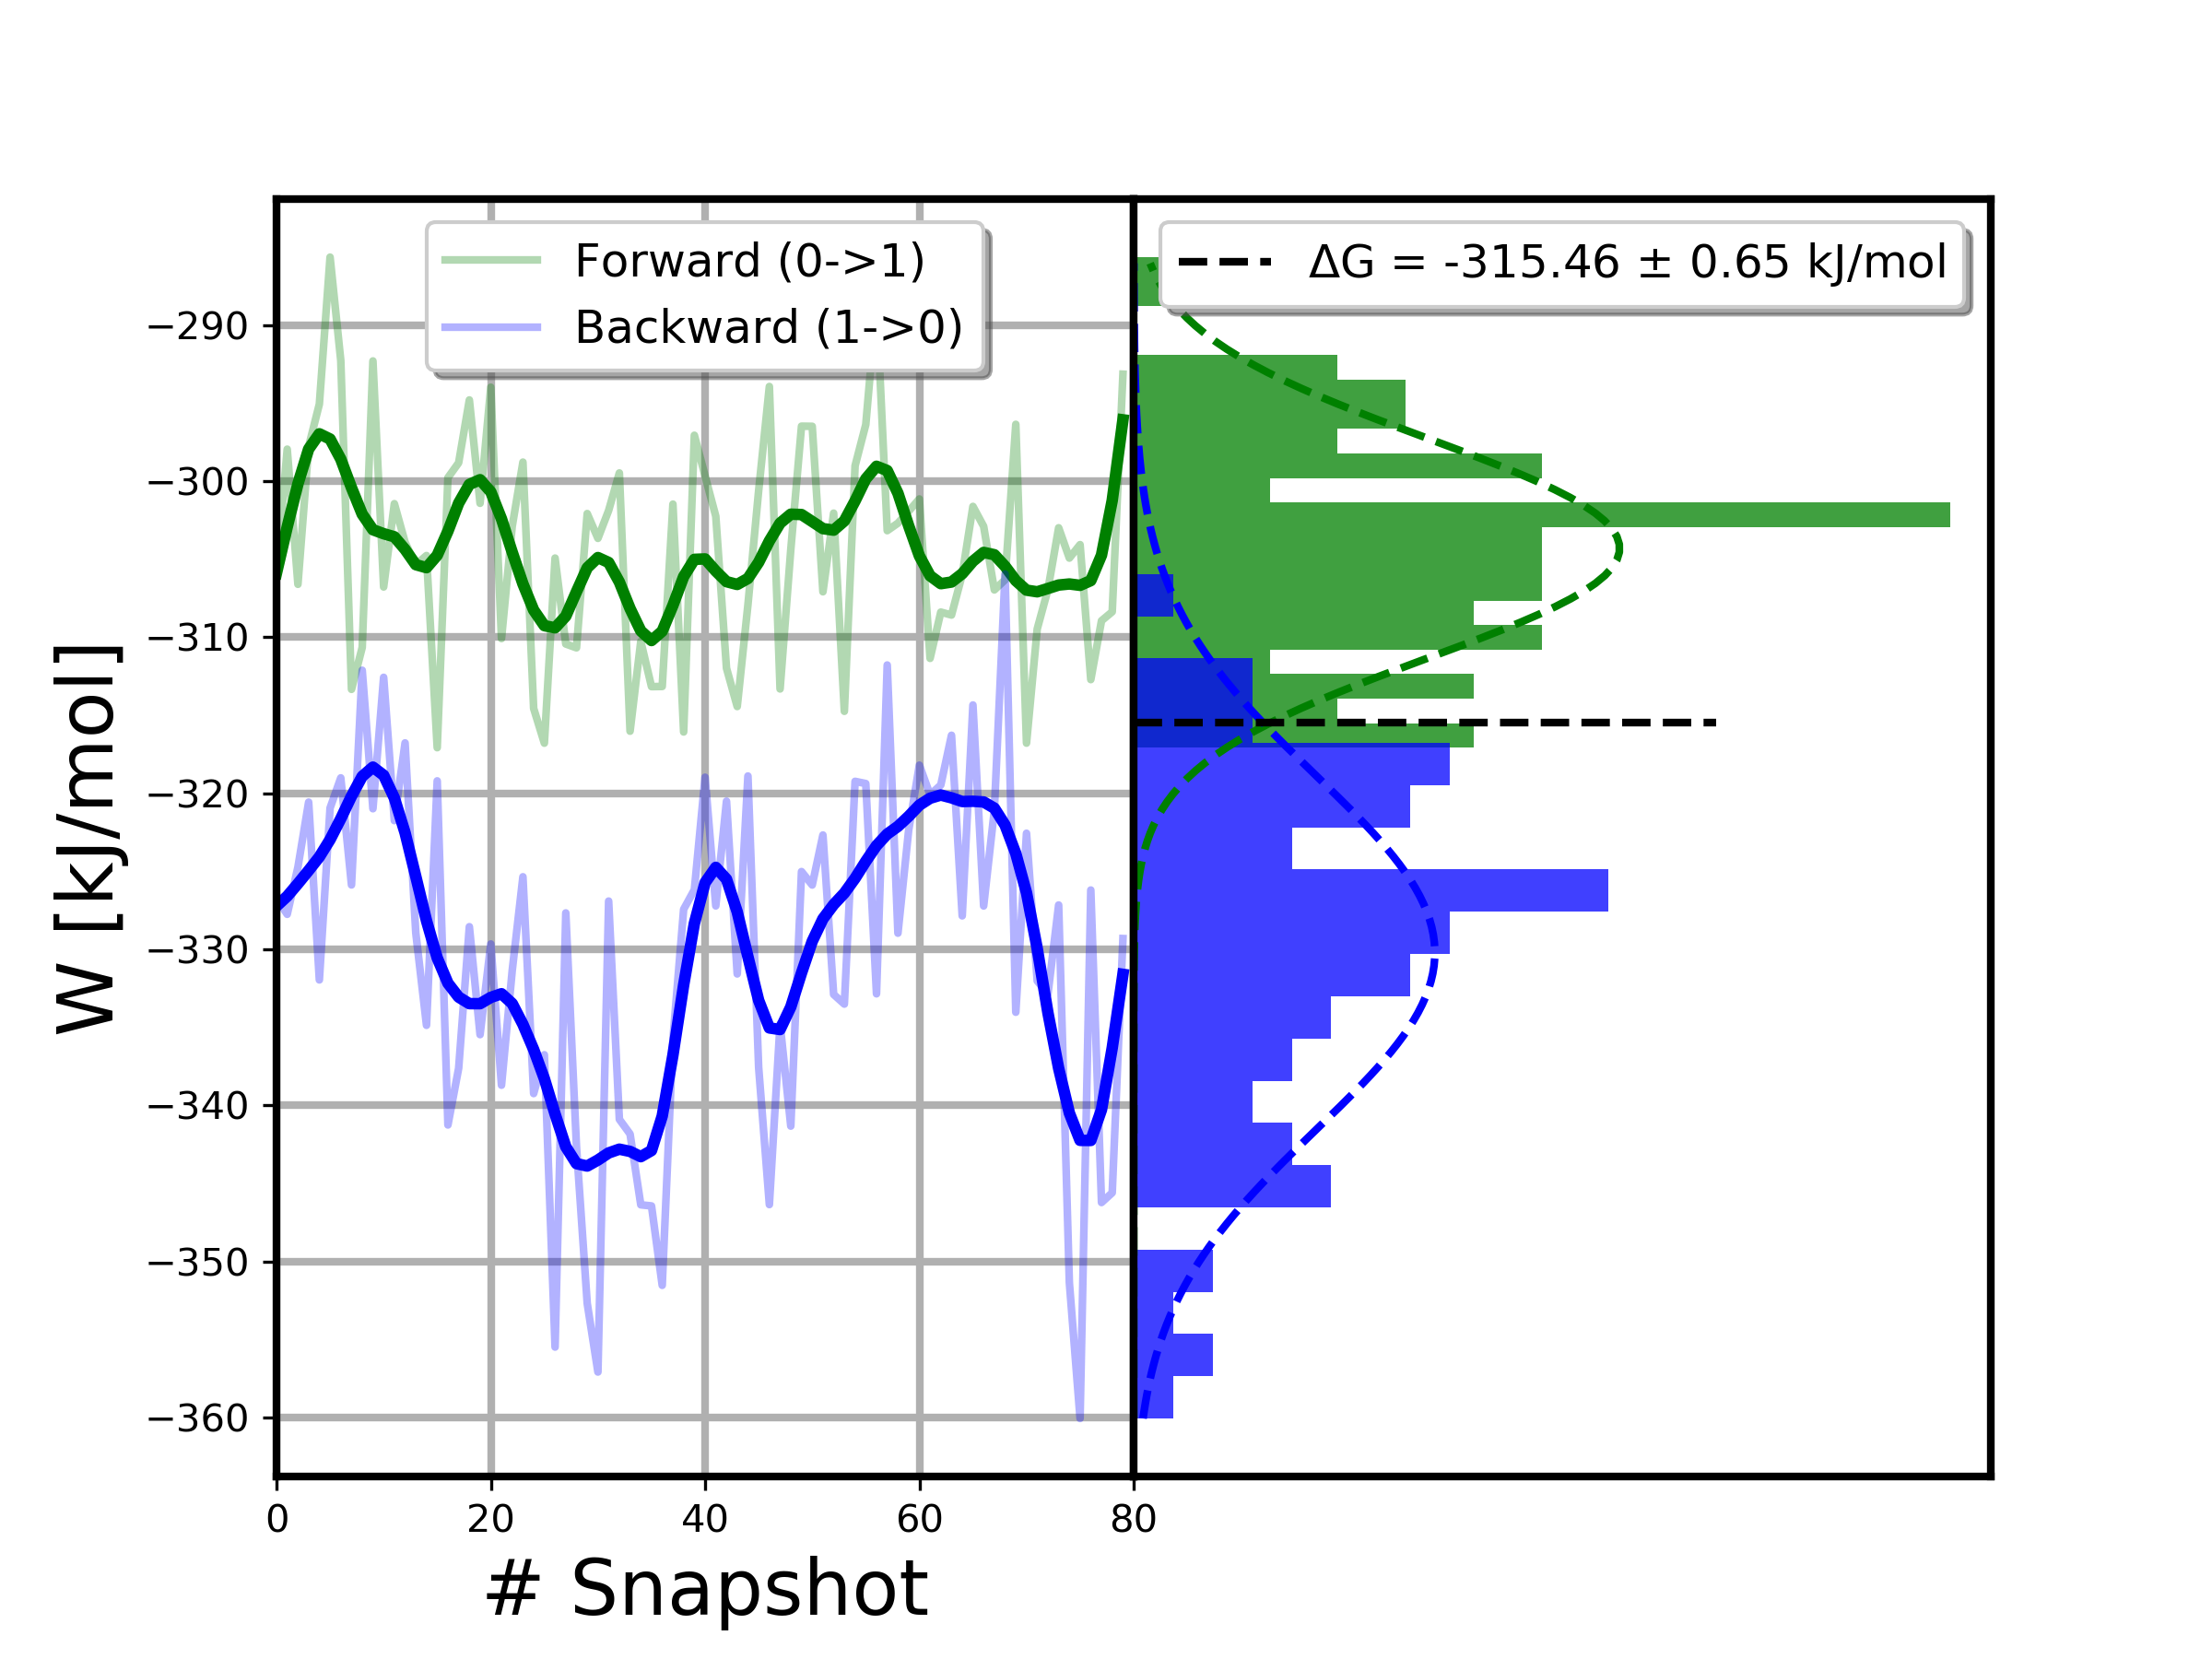 Forward (0->1)
Backward (1->0)
ΔG = -315.46 ± 0.65 kJ/mol
−290
−300
−310
−320
−330
−340
−350
−360
W [kJ/mol]
0 20 40 60 80
# Snapshot